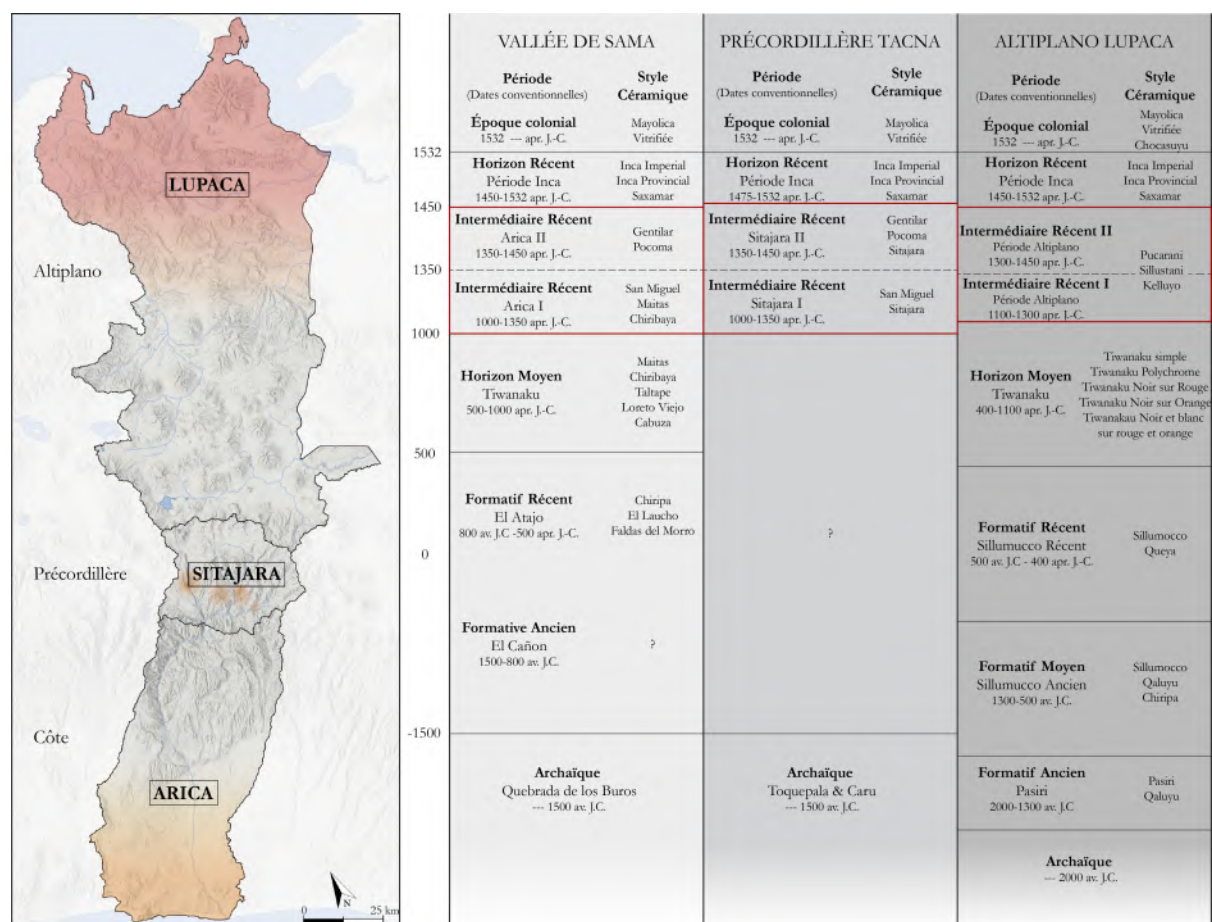 LUPACA
Altiplano
Précordillère
SITAJARA
Côte
ARICA
N
0
25 km
1532
1450
1350
1000
500
0
-1500
VALLÉE DE SAMA
Période
(Dates conventionnelles)
Style
Céramique
Époque colonial
1532 --- apr. J.-C.
Mayolica
Vitrifiée
Horizon Récent
Période Inca
1450-1532 apr. J.-C.
Inca Imperial
Inca Provincial
Saxamar
Intermédiaire Récent
Arica II
1350-1450 apr. J.-C.
Gentilar
Pocoma
Intermédiaire Récent
Arica I
1000-1350 apr. J.-C.
San Miguel
Maitas
Chiribaya
Horizon Moyen
Tiwanaku
500-1000 apr. J.-C.
Maitas
Chiribaya
Taltape
Loreto Viejo
Cabuza
Formatif Récent
El Atajo
800 av. J.C -500 apr. J.-C.
Chiripa
El Laucho
Faldas del Morro
Formative Ancien
El Cañon
1500-800 av. J.C.
?
Archaïque
Quebrada de los Buros
--- 1500 av. J.C.
PRÉCORDILLÈRE TACNA
Période
(Dates conventionnelles)
Style
Céramique
Époque colonial
1532 --- apr. J.-C.
Mayolica
Vitrifiée
Horizon Récent
Période Inca
1475-1532 apr. J.-C.
Inca Imperial
Inca Provincial
Saxamar
Intermédiaire Récent
Sitajara II
1350-1450 apr. J.-C.
Gentilar
Pocoma
Sitajara
Intermédiaire Récent
Sitajara I
1000-1350 apr. J.-C.
San Miguel
Sitajara
?
Archaïque
Toquepala & Caru
--- 1500 av. J.C.
ALTIPLANO LUPACA
Période
(Dates conventionnelles)
Style
Céramique
Époque colonial
1532 --- apr. J.-C.
Mayolica
Vitrifiée
Chocasuyu
Horizon Récent
Période Inca
1450-1532 apr. J.-C.
Inca Imperial
Inca Provincial
Saxamar
Intermédiaire Récent II
Période Altiplano
1300-1450 apr. J.-C.
Pucarani
Sillustani
Kelluyo
Intermédiaire Récent I
Période Altiplano
1100-1300 apr. J.-C.
Horizon Moyen
Tiwanaku
400-1100 apr. J.-C.
Tiwanaku simple
Tiwanaku Polychrome
Tiwanaku Noir sur Rouge
Tiwanaku Noir sur Orange
Tiwanakau Noir et blanc
sur rouge et orange
Formatif Récent
Sillumucco Récent
500 av. J.C - 400 apr. J.-C.
Sillumocco
Queya
Formatif Moyen
Sillumucco Ancien
1300-500 av. J.C.
Sillumocco
Qaluyu
Chiripa
Formatif Ancien
Pasiri
2000-1300 av. J.C
Pasiri
Qaluyu
Archaïque
--- 2000 av. J.C.